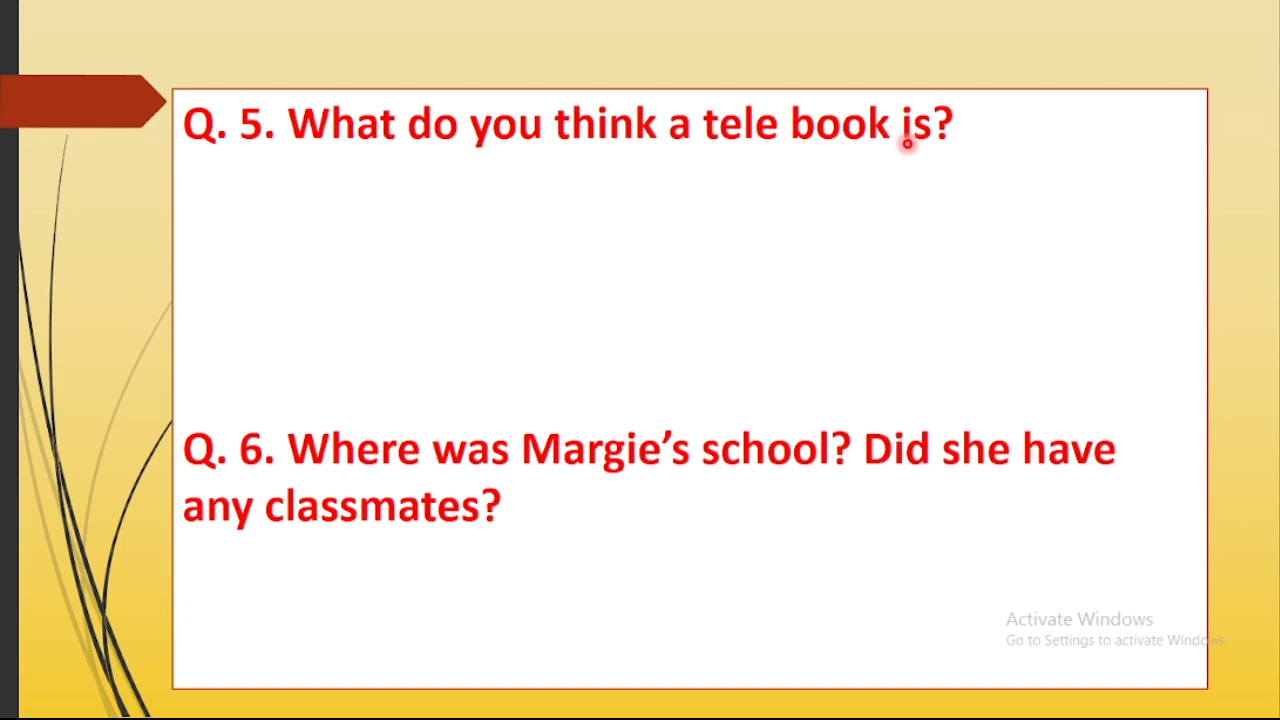 Q. 5. What do you think a tele book is?
Q. 6. Where was Margie’s school? Did she have
any classmates?
Activate Windows
Go to Settings to activate Windows.